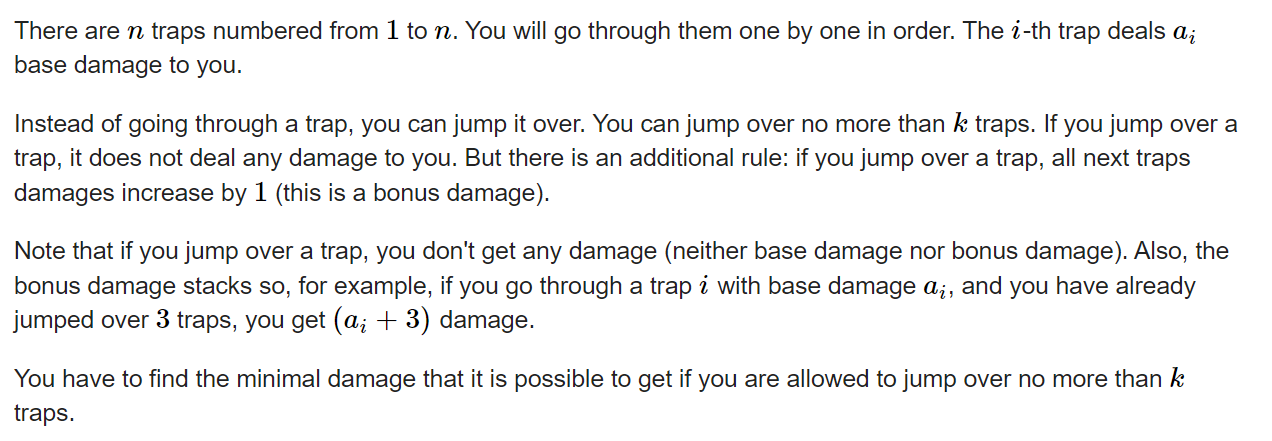 There are n traps numbered from 1 to n. You will go through them one by one in order. The i-th trap deals a_i
base damage to you.
Instead of going through a trap, you can jump it over. You can jump over no more than k traps. If you jump over a
trap, it does not deal any damage to you. But there is an additional rule: if you jump over a trap, all next traps
damages increase by 1 (this is a bonus damage).
Note that if you jump over a trap, you don't get any damage (neither base damage nor bonus damage). Also, the
bonus damage stacks so, for example, if you go through a trap i with base damage a_i, and you have already
jumped over 3 traps, you get (a_i + 3) damage.
You have to find the minimal damage that it is possible to get if you are allowed to jump over no more than k
traps.